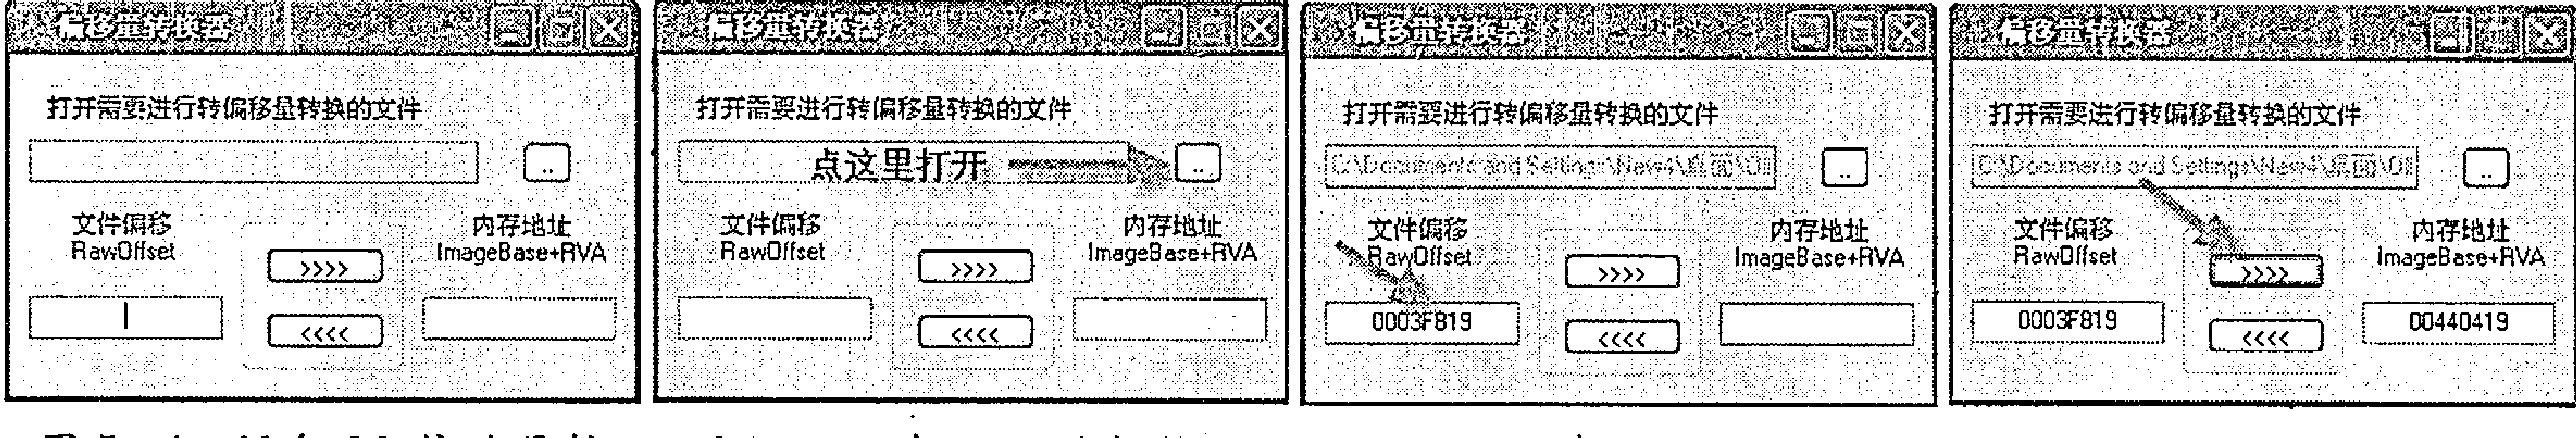 偏移量转换器
打开需要进行转偏移量转换的文件
..
文件偏移
RawOffset
内存地址
ImageBase+RVA
>>>>
<<<<
偏移量转换器
打开需要进行转偏移量转换的文件
点这里打开
..
文件偏移
RawOffset
内存地址
ImageBase+RVA
>>>>
<<<<
偏移量转换器
打开需要进行转偏移量转换的文件
C:\Documents and Settings\New4\桌面\Oll
..
文件偏移
RawOffset
内存地址
ImageBase+RVA
>>>>
<<<<
0003F819
偏移量转换器
打开需要进行转偏移量转换的文件
C:\Documents and Settings\New4\桌面\Oll
..
文件偏移
RawOffset
内存地址
ImageBase+RVA
>>>>
<<<<
0003F819
00440419